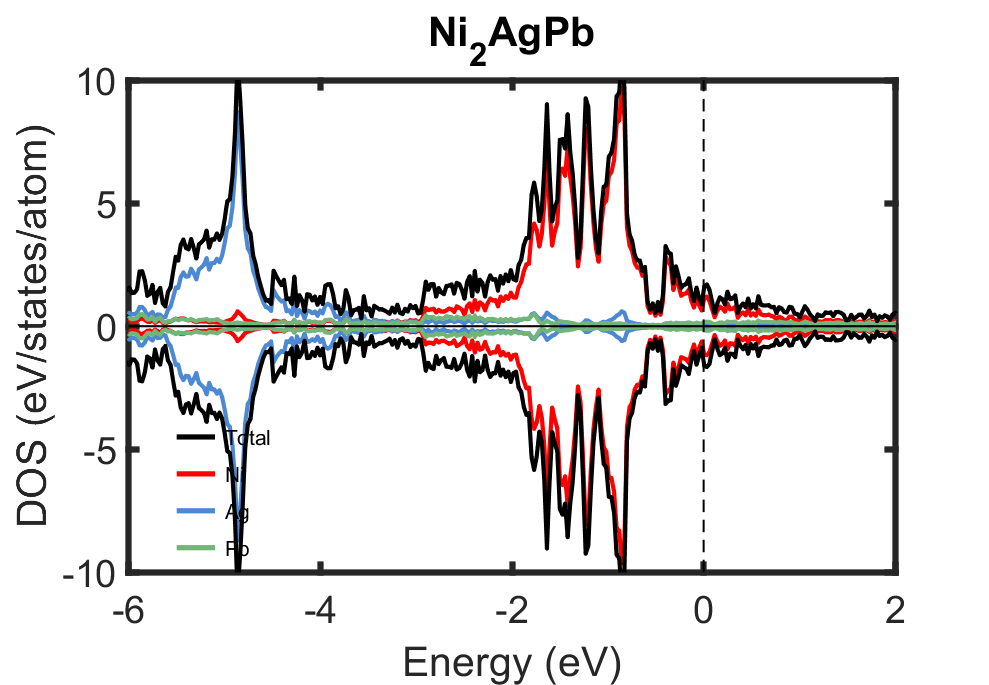 Ni₂AgPb
10
5
0
-5
-10
DOS (eV/states/atom)
Total
Ni
Ag
Pb
-6 -4 -2 0 2
Energy (eV)